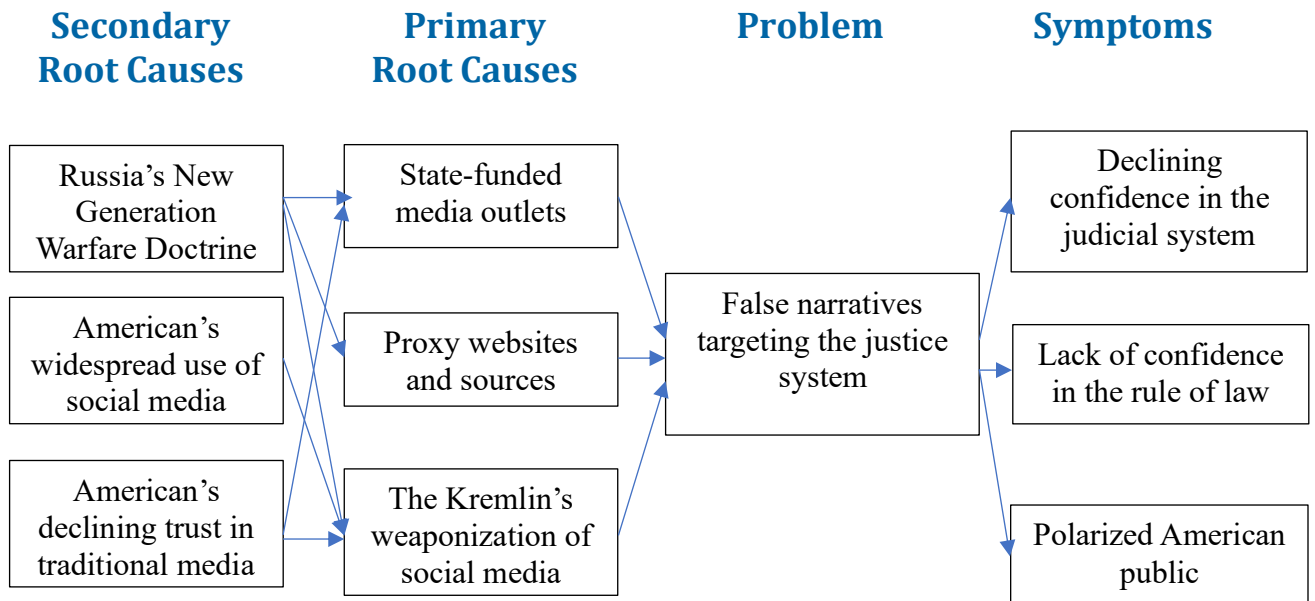 Secondary
Root Causes
Primary
Root Causes
Problem
Symptoms
Russia’s New
Generation
Warfare Doctrine
American’s
widespread use of
social media
American’s
declining trust in
traditional media
State-funded
media outlets
Proxy websites
and sources
The Kremlin’s
weaponization of
social media
False narratives
targeting the justice
system
Declining
confidence in the
judicial system
Lack of confidence
in the rule of law
Polarized American
public